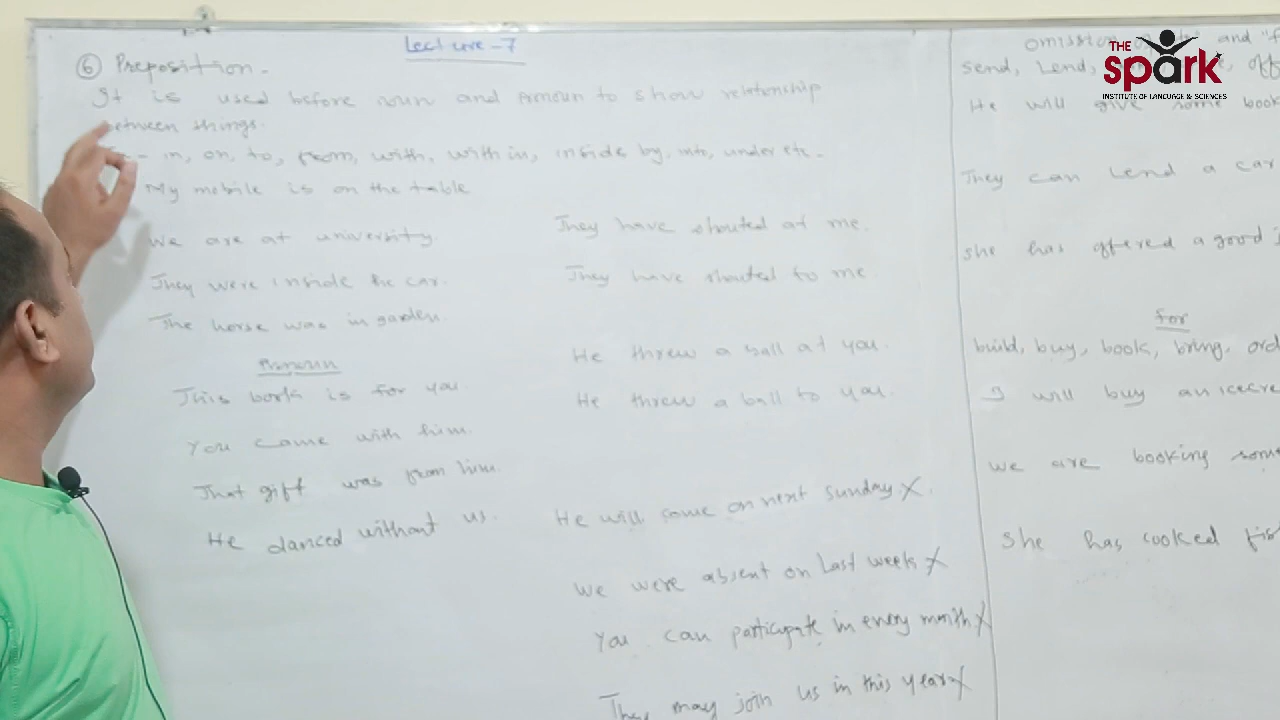 Lecture-7
⑥ Preposition -
It is used before noun and pronoun to show relationship
between things.
- in, on, to, from, with, with in, inside by, into, under etc -
My mobile is on the table
We are at university.
They were inside the car.
The horse was in garden.
Pronoun
This book is for you
You came with him.
That gift was from him.
He danced without us.
They have shouted at me.
They have shouted to me.
He threw a ball at you.
He threw a ball to you.
He will come on next Sunday X.
We were absent on last week X
You can participate in every month X
They may join us in this year X
omission and
send, Lend,
He will give some book
They can lend a car
She has offered a good
for
build, buy, book, bring, ord
I will buy an icecre
We are booking some
She has cooked fis
THE
spark
INSTITUTE OF LANGUAGE & SCIENCES